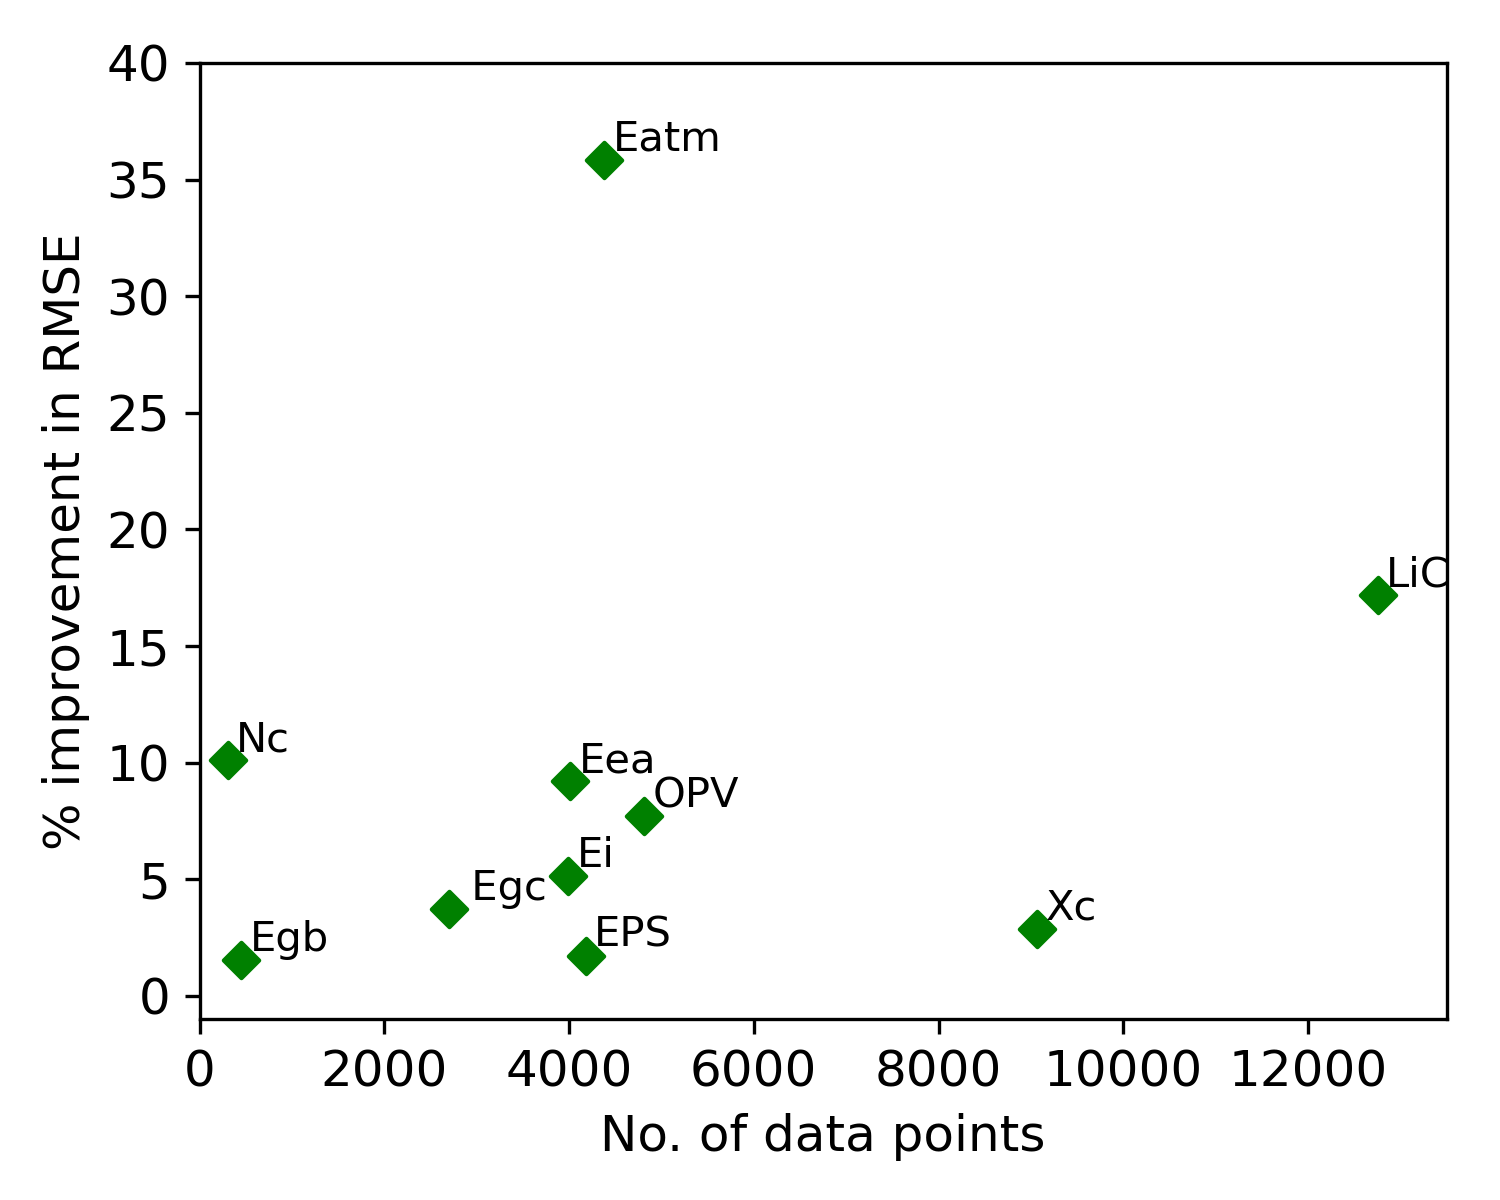 % improvement in RMSE
40
35
30
25
20
15
10
5
0
Eatm
LiC
Nc
Eea
OPV
Ei
Egc
Xc
EPS
Egb
0 2000 4000 6000 8000 10000 12000
No. of data points